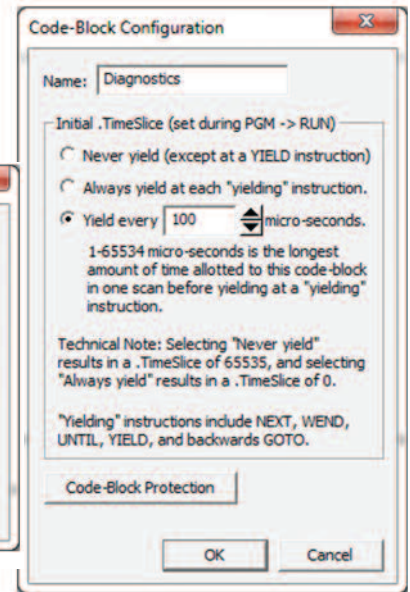 Code-Block Configuration
Name: Diagnostics
Initial .TimeSlice (set during PGM -> RUN)
Never yield (except at a YIELD instruction)
Always yield at each "yielding" instruction.
Yield every 100 micro-seconds.
1-65534 micro-seconds is the longest
amount of time allotted to this code-block
in one scan before yielding at a "yielding"
instruction.
Technical Note: Selecting "Never yield"
results in a .TimeSlice of 65535, and selecting
"Always yield" results in a .TimeSlice of 0.
"Yielding" instructions include NEXT, WEND,
UNTIL, YIELD, and backwards GOTO.
Code-Block Protection
OK Cancel